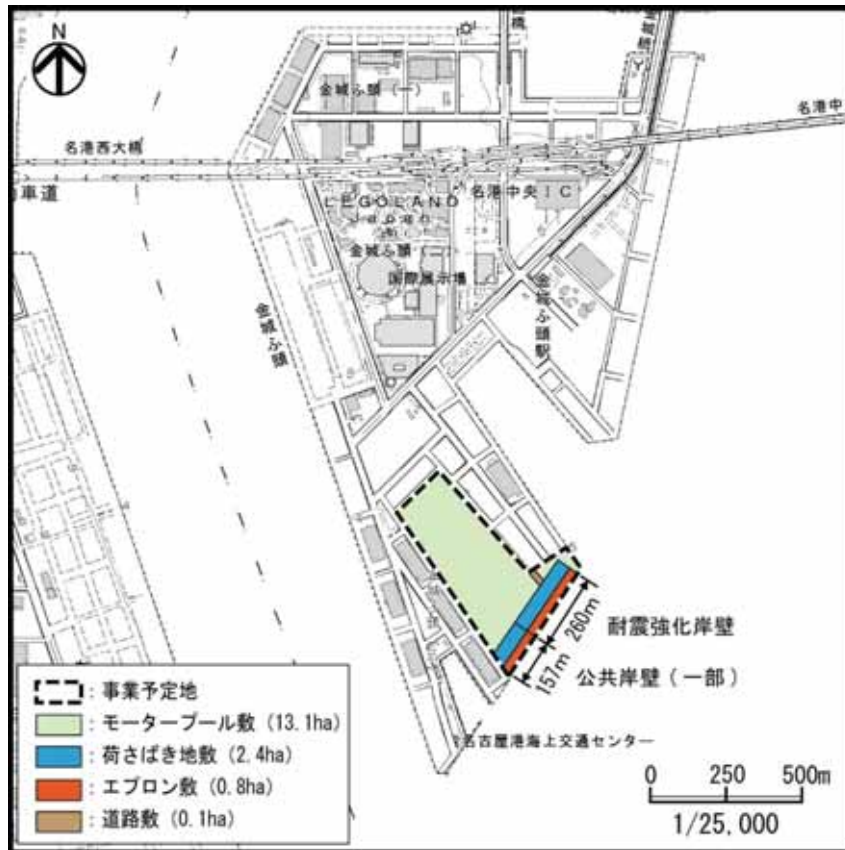 N
金城ふ頭(一)
名港西大橋
名港中
車道
LEGOLAND
Japan
名港中央IC
金城ふ頭(二)
国際展示場
金城ふ頭
金城ふ頭駅
260m
耐震強化岸壁
157m
公共岸壁(一部)
名古屋港海上交通センター
:事業予定地
:モータープール敷(13.1ha)
:荷さばき地敷(2.4ha)
:エプロン敷(0.8ha)
:道路敷(0.1ha)
0 250 500m
1/25,000